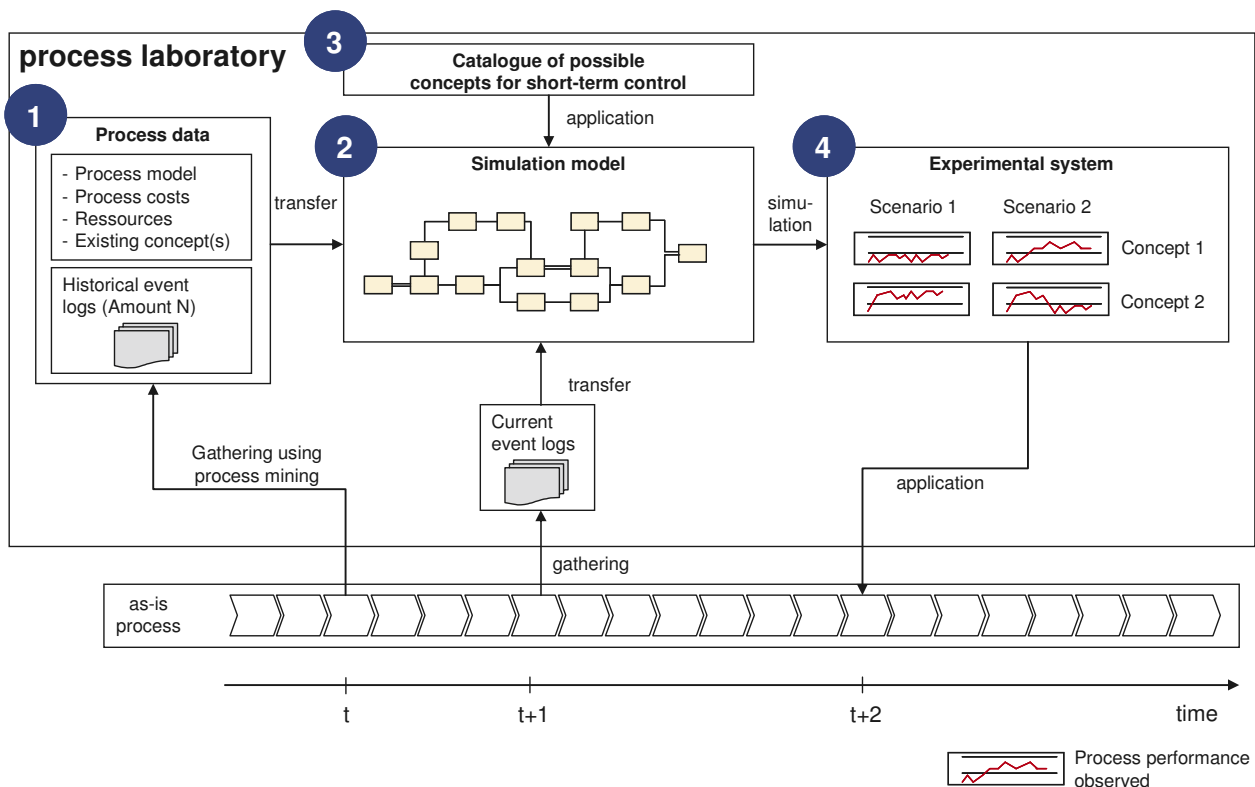 process laboratory
3
Catalogue of possible
concepts for short-term control
application
1
Process data
- Process model
- Process costs
- Ressources
- Existing concept(s)
Historical event
logs (Amount N)
transfer
2
Simulation model
simu-
lation
4
Experimental system
Scenario 1
Scenario 2
Concept 1
Concept 2
transfer
Current
event logs
Gathering using
process mining
application
gathering
as-is
process
t
t+1
t+2
time
Process performance
observed